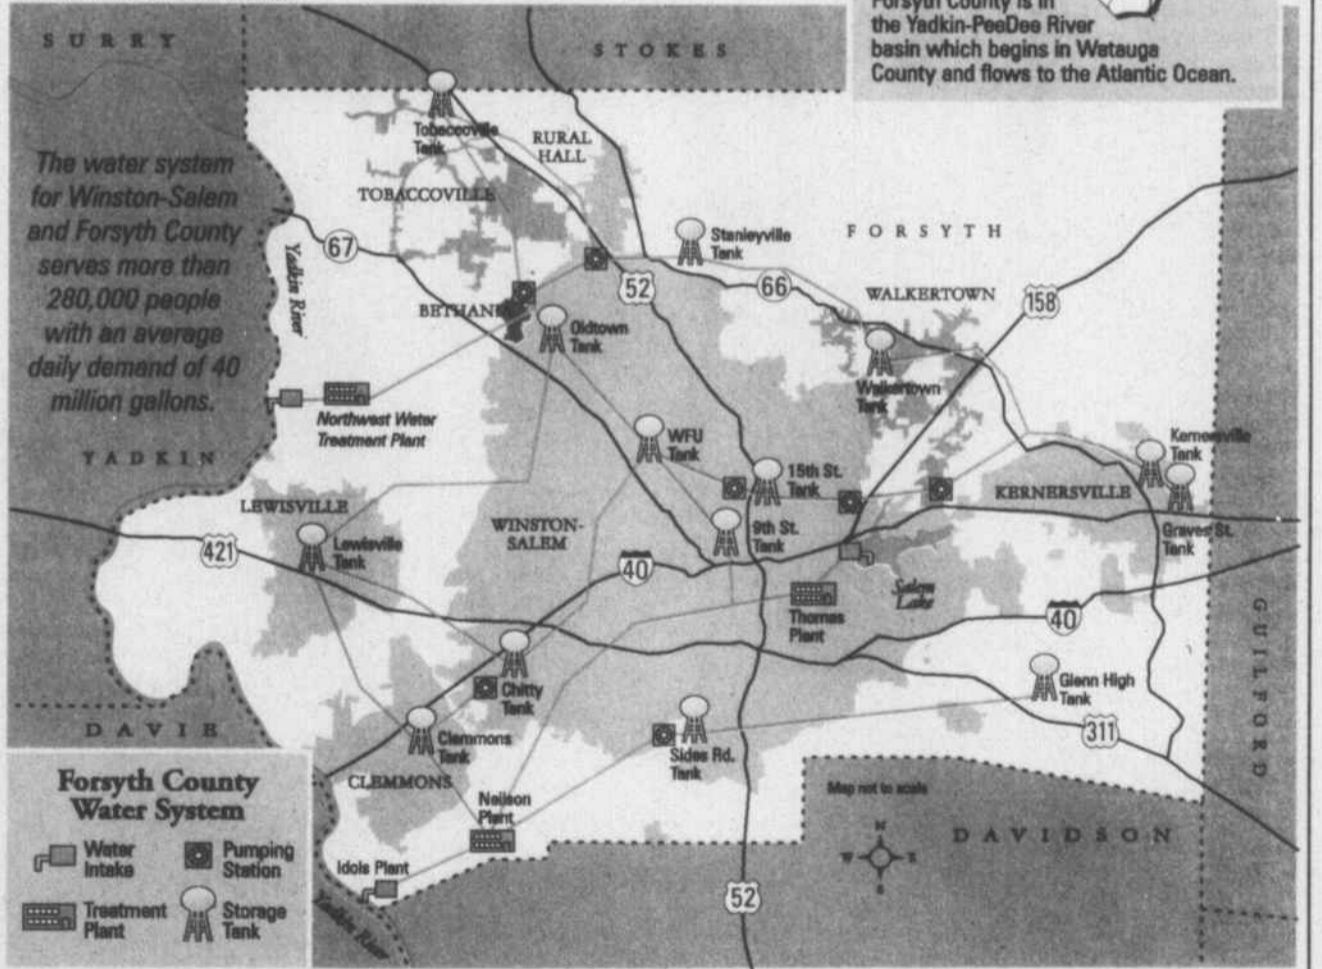 Forsyth County is in
the Yadkin-PeeDee River
basin which begins in Watauga
County and flows to the Atlantic Ocean.
SURRY
STOKES
The water system
for Winston-Salem
and Forsyth County
serves more than
280,000 people
with an average
daily demand of 40
million gallons.
Tobaccoville
Tank
RURAL
HALL
TOBACCOVILLE
67
Yadkin River
Stanleyville
Tank
FORSYTH
52
66
WALKERTOWN
158
BETHANIA
Oldtown
Tank
Walkertown
Tank
Northwest Water
Treatment Plant
YADKIN
WFU
Tank
Kernersville
Tank
15th St.
Tank
KERNERSVILLE
LEWISVILLE
Graves St.
Tank
WINSTON-
SALEM
9th St.
Tank
421
Lewisville
Tank
40
Salem
Lake
Thomas
Plant
40
GUILFORD
Chitty
Tank
Glenn High
Tank
DAVIE
Clemmons
Tank
311
Sides Rd.
Tank
CLEMMONS
Neilson
Plant
Map not to scale
N
W
E
S
DAVIDSON
Idols Plant
52
Yadkin River
Forsyth County
Water System
Water
Intake
Pumping
Station
Treatment
Plant
Storage
Tank